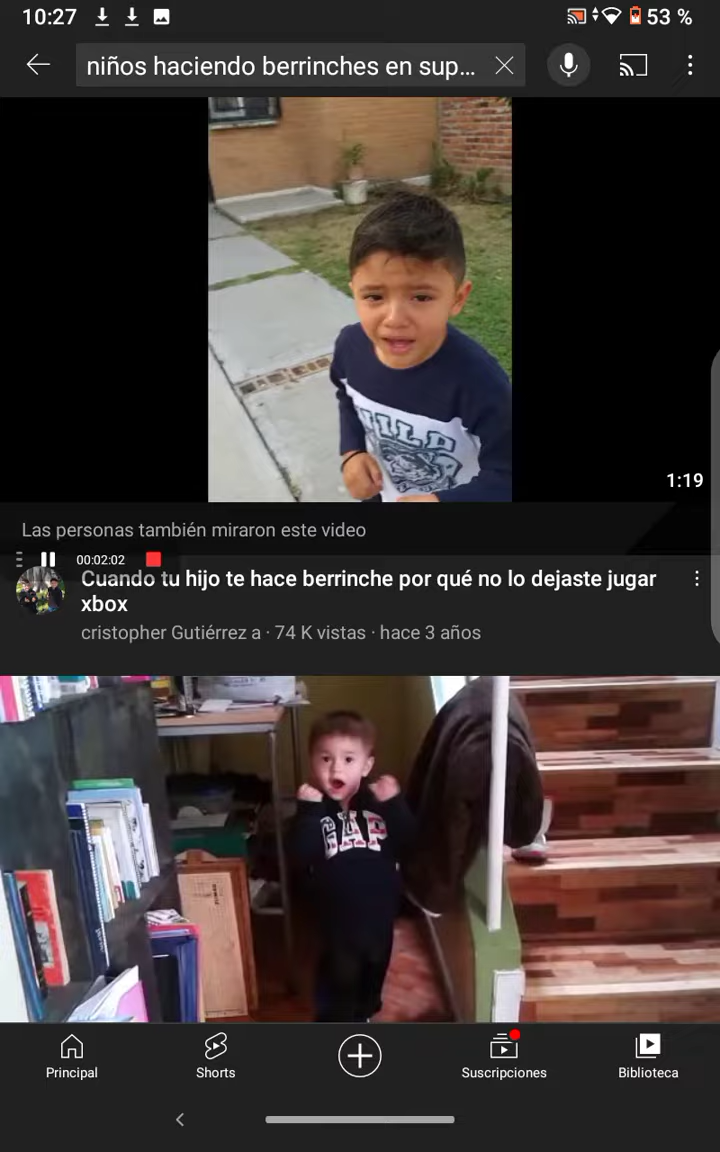 10:27
53 %
niños haciendo berrinches en sup...
WILD
1:19
Las personas también miraron este video
00:02:02
Cuando tu hijo te hace berrinche por qué no lo dejaste jugar
xbox
cristopher Gutiérrez a · 74 K vistas · hace 3 años
GAP
Principal
Shorts
Suscripciones
Biblioteca